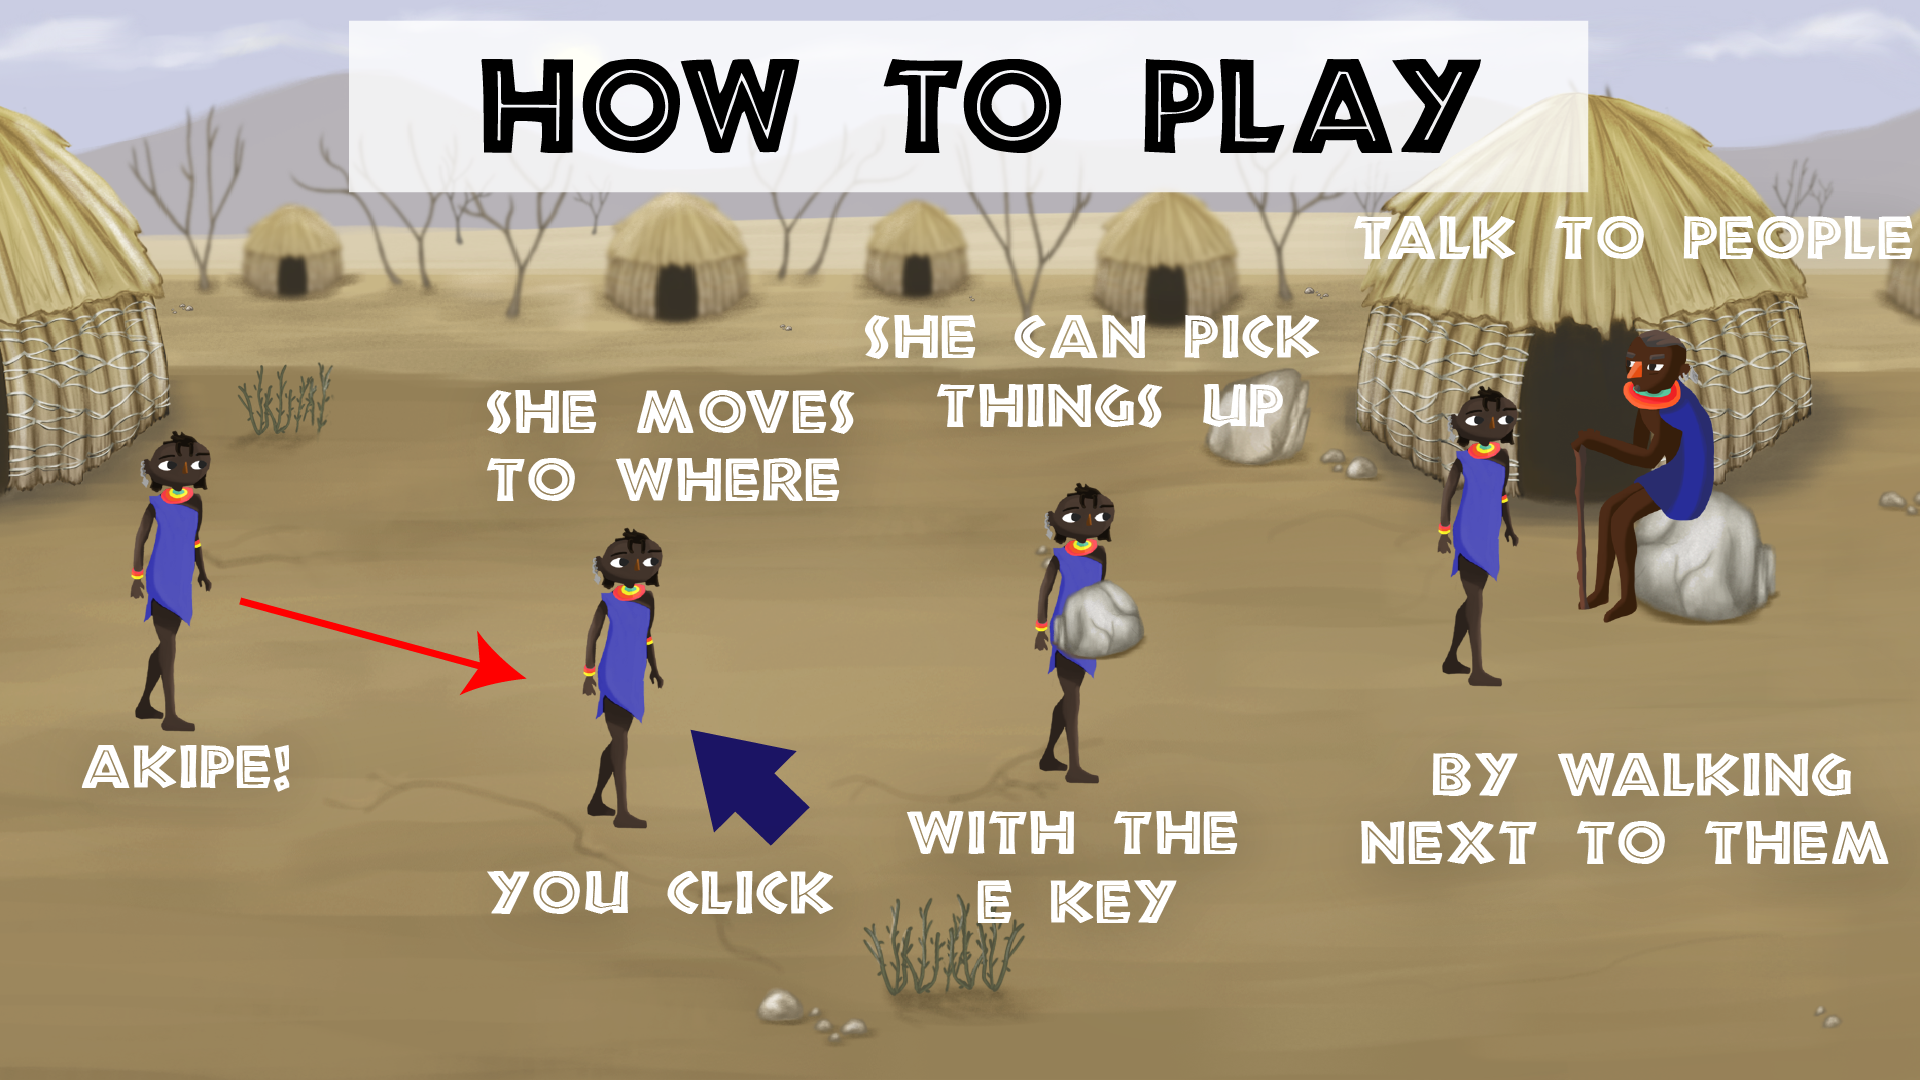 HOW TO PLAY
AKIPE!
SHE MOVES
TO WHERE
YOU CLICK
SHE CAN PICK
THINGS UP
WITH THE
E KEY
TALK TO PEOPLE
BY WALKING
NEXT TO THEM